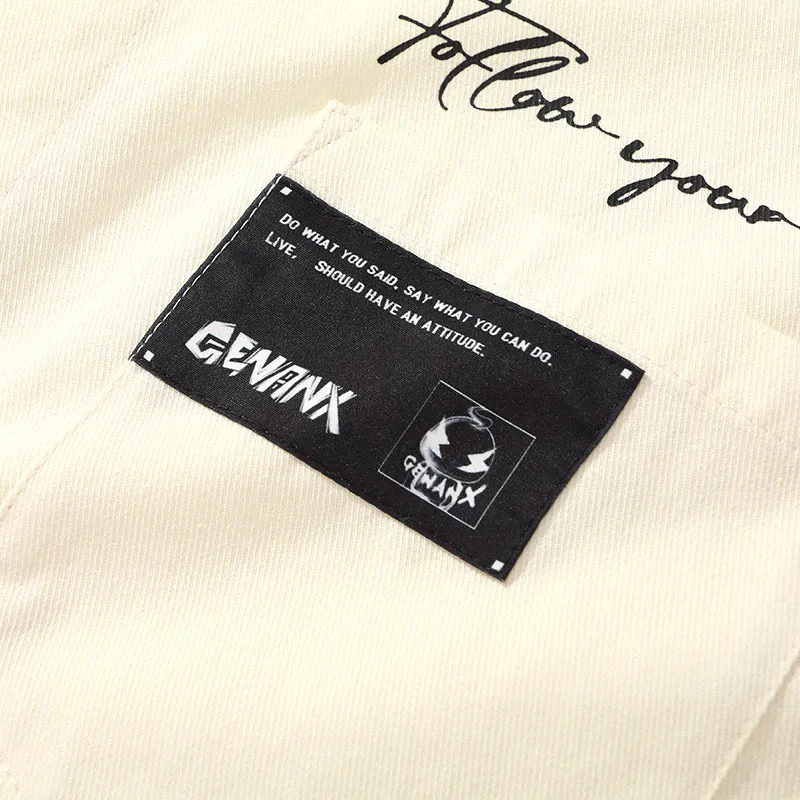 Follow your
DO WHAT YOU SAID. SAY WHAT YOU CAN DO.
LIVE, SHOULD HAVE AN ATTITUDE.
GENANX
GENANX